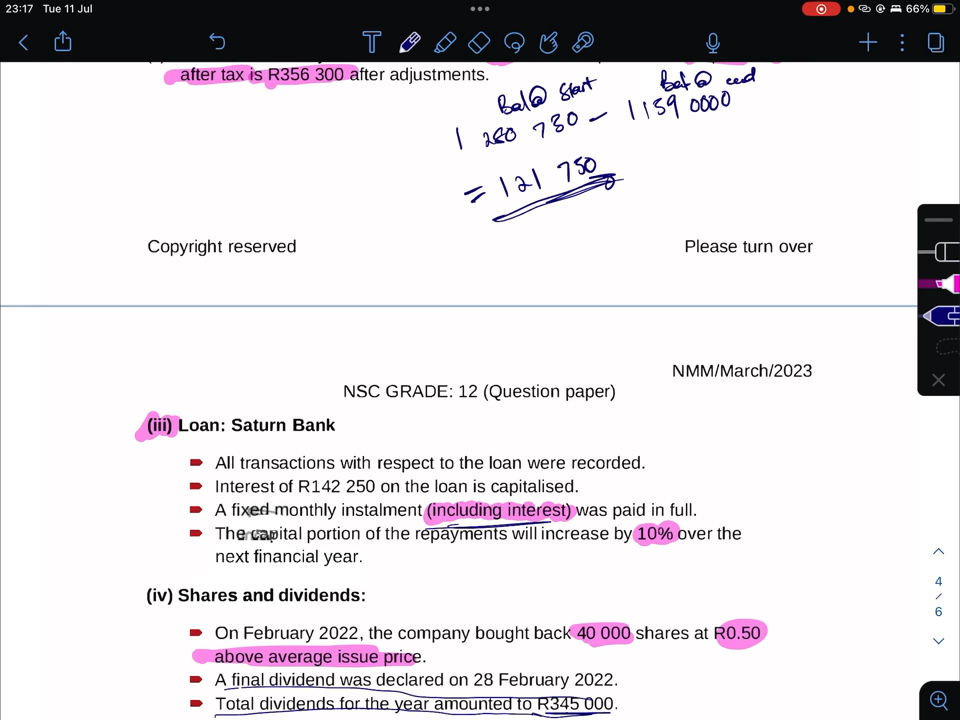 23:17 Tue 11 Jul
66%
after tax is R356 300 after adjustments.
Bal@ start Bal@ end
1 280 730 - 1159 0000
= 121 750
Copyright reserved Please turn over
NMM/March/2023
NSC GRADE: 12 (Question paper)
(iii) Loan: Saturn Bank
All transactions with respect to the loan were recorded.
Interest of R142 250 on the loan is capitalised.
A fixed monthly instalment (including interest) was paid in full.
The capital portion of the repayments will increase by 10% over the
next financial year.
4
/
6
(iv) Shares and dividends:
On February 2022, the company bought back 40 000 shares at R0.50
above average issue price.
A final dividend was declared on 28 February 2022.
Total dividends for the year amounted to R345 000.